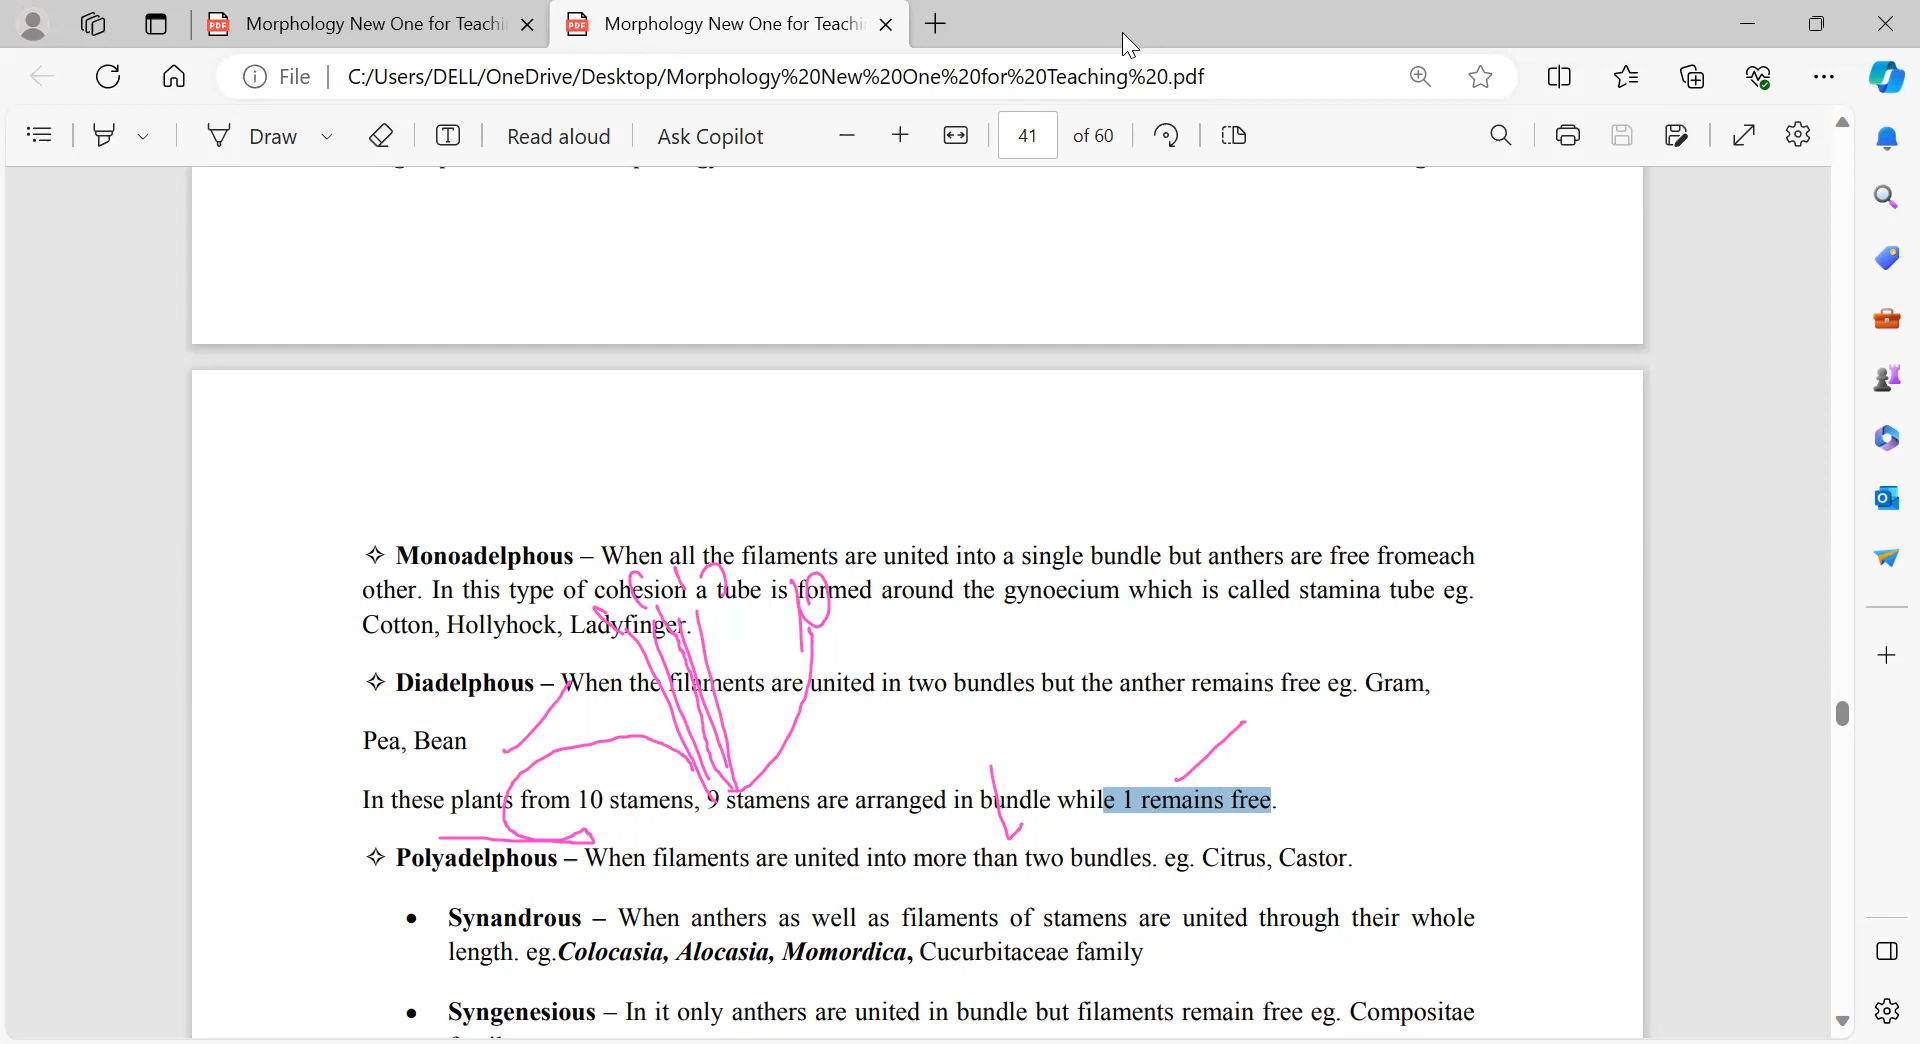 Morphology New One for Teachi
Morphology New One for Teachi
File
C:/Users/DELL/OneDrive/Desktop/Morphology%20New%20One%20for%20Teaching%20.pdf
Draw
Read aloud
Ask Copilot
41
of 60
✧ Monoadelphous – When all the filaments are united into a single bundle but anthers are free fromeach
other. In this type of cohesion a tube is formed around the gynoecium which is called stamina tube eg.
Cotton, Hollyhock, Ladyfinger.
✧ Diadelphous – When the filaments are united in two bundles but the anther remains free eg. Gram,
Pea, Bean
In these plants from 10 stamens, 9 stamens are arranged in bundle while 1 remains free.
✧ Polyadelphous – When filaments are united into more than two bundles. eg. Citrus, Castor.
• Synandrous – When anthers as well as filaments of stamens are united through their whole
length. eg.Colocasia, Alocasia, Momordica, Cucurbitaceae family
• Syngenesious – In it only anthers are united in bundle but filaments remain free eg. Compositae